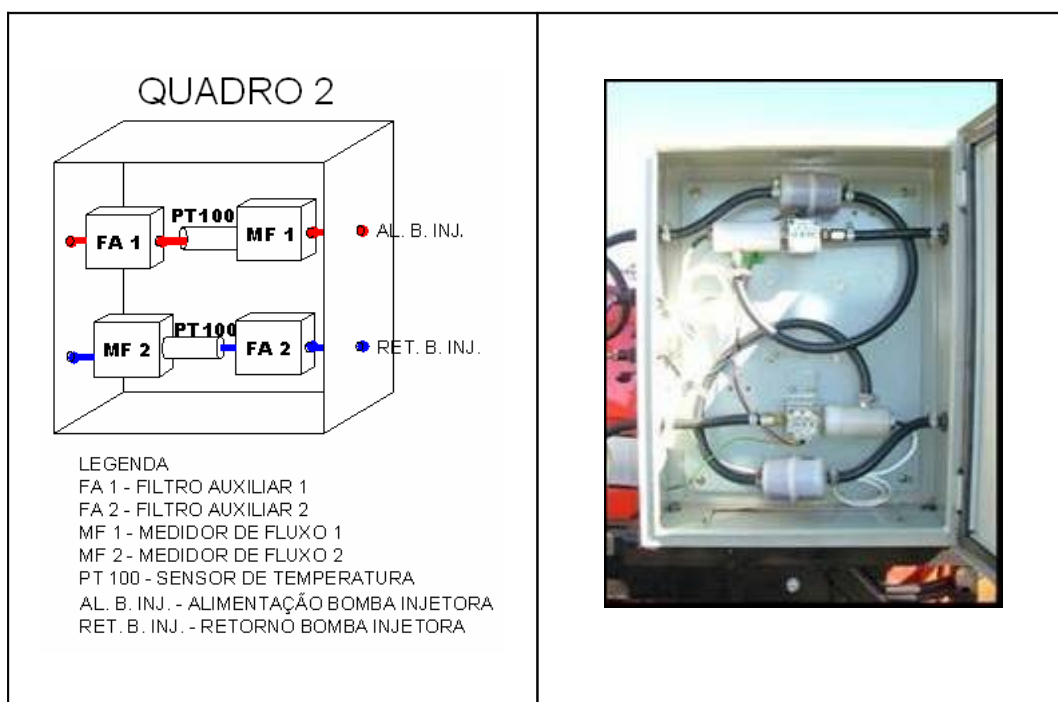 QUADRO 2
PT100
FA 1
MF 1
AL. B. INJ.
PT100
MF 2
FA 2
RET. B. INJ.
LEGENDA
FA 1 - FILTRO AUXILIAR 1
FA 2 - FILTRO AUXILIAR 2
MF 1 - MEDIDOR DE FLUXO 1
MF 2 - MEDIDOR DE FLUXO 2
PT 100 - SENSOR DE TEMPERATURA
AL. B. INJ. - ALIMENTAÇÃO BOMBA INJETORA
RET. B. INJ. - RETORNO BOMBA INJETORA